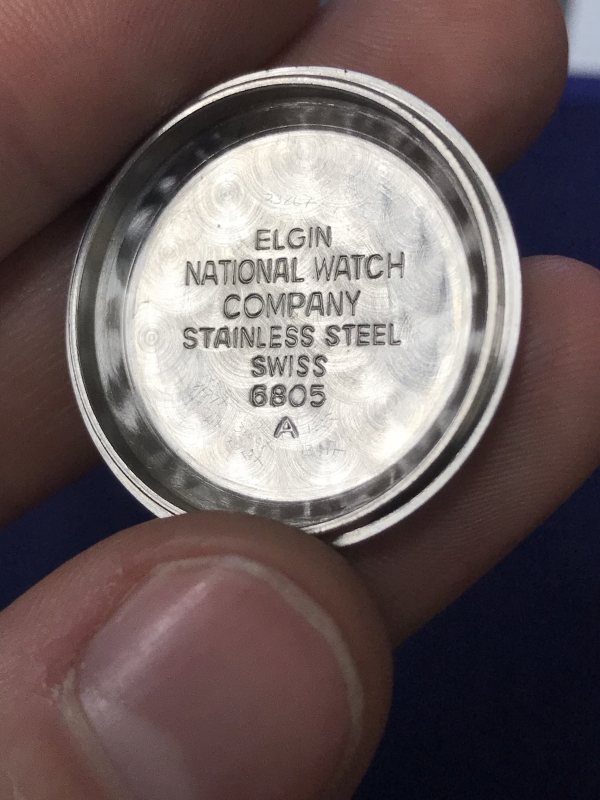 ELGIN
NATIONAL WATCH
COMPANY
STAINLESS STEEL
SWISS
6805
A